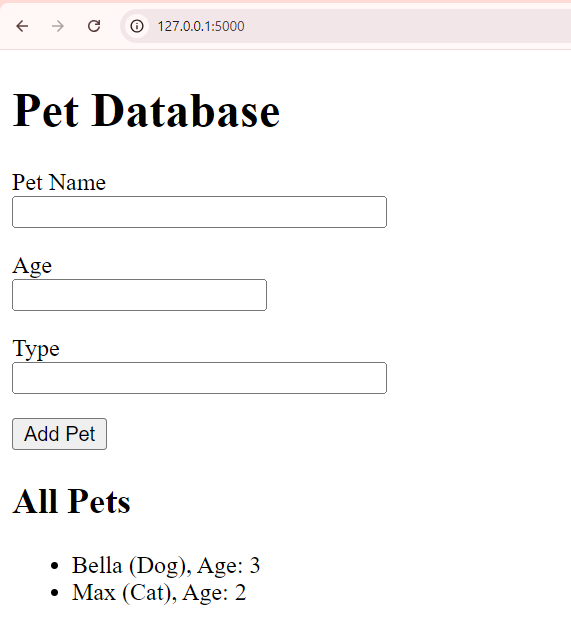 127.0.0.1:5000
Pet Database
Pet Name
Age
Type
Add Pet
All Pets
• Bella (Dog), Age: 3
• Max (Cat), Age: 2